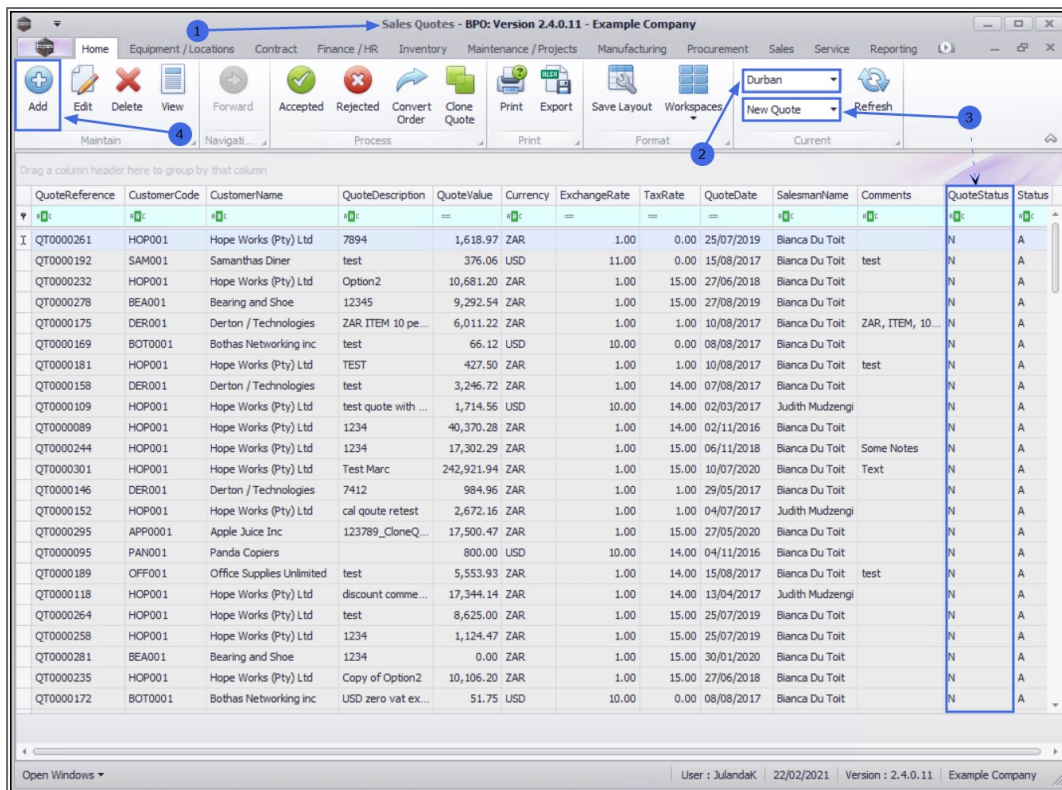 Sales Quotes - BPO: Version 2.4.0.11 - Example Company
1
Home Equipment / Locations Contract Finance / HR Inventory Maintenance / Projects Manufacturing Procurement Sales Service Reporting
Add Edit Delete View Forward Accepted Rejected Convert Order Clone Quote Print Export Save Layout Workspaces Durban New Quote Refresh
4 2 3
Maintain Navigati... Process Print Format Current
Drag a column header here to group by that column
QuoteReference CustomerCode CustomerName QuoteDescription QuoteValue Currency ExchangeRate TaxRate QuoteDate SalesmanName Comments QuoteStatus Status
QT0000261 HOP001 Hope Works (Pty) Ltd 7894 1,618.97 ZAR 1.00 0.00 25/07/2019 Bianca Du Toit N A
QT0000192 SAM001 Samanthas Diner test 376.06 USD 11.00 0.00 15/08/2017 Bianca Du Toit test N A
QT0000232 HOP001 Hope Works (Pty) Ltd Option2 10,681.20 ZAR 1.00 15.00 27/06/2018 Bianca Du Toit N A
QT0000278 BEA001 Bearing and Shoe 12345 9,292.54 ZAR 1.00 15.00 27/08/2019 Bianca Du Toit N A
QT0000175 DER001 Derton / Technologies ZAR ITEM 10 pe... 6,011.22 ZAR 1.00 1.00 10/08/2017 Bianca Du Toit ZAR, ITEM, 10... N A
QT0000169 BOT0001 Bothas Networking inc test 66.12 USD 10.00 0.00 08/08/2017 Bianca Du Toit N A
QT0000181 HOP001 Hope Works (Pty) Ltd TEST 427.50 ZAR 1.00 1.00 10/08/2017 Bianca Du Toit test N A
QT0000158 DER001 Derton / Technologies test 3,246.72 ZAR 1.00 14.00 07/08/2017 Bianca Du Toit N A
QT0000109 HOP001 Hope Works (Pty) Ltd test quote with ... 1,714.56 USD 10.00 14.00 02/03/2017 Judith Mudzengi N A
QT0000089 HOP001 Hope Works (Pty) Ltd 1234 40,370.28 ZAR 1.00 14.00 02/11/2016 Bianca Du Toit N A
QT0000244 HOP001 Hope Works (Pty) Ltd 1234 17,302.29 ZAR 1.00 15.00 06/11/2018 Bianca Du Toit Some Notes N A
QT0000301 HOP001 Hope Works (Pty) Ltd Test Marc 242,921.94 ZAR 1.00 15.00 10/07/2020 Bianca Du Toit Text N A
QT0000146 DER001 Derton / Technologies 7412 984.96 ZAR 1.00 1.00 29/05/2017 Bianca Du Toit N A
QT0000152 HOP001 Hope Works (Pty) Ltd cal qoute retest 2,672.16 ZAR 1.00 1.00 04/07/2017 Judith Mudzengi N A
QT0000295 APP0001 Apple Juice Inc 123789_CloneQ... 17,500.47 ZAR 1.00 15.00 27/05/2020 Bianca Du Toit N A
QT0000095 PAN001 Panda Copiers 800.00 USD 10.00 14.00 04/11/2016 Bianca Du Toit N A
QT0000189 OFF001 Office Supplies Unlimited test 5,553.93 ZAR 1.00 14.00 15/08/2017 Bianca Du Toit test N A
QT0000118 HOP001 Hope Works (Pty) Ltd discount comme... 17,344.14 ZAR 1.00 14.00 13/04/2017 Judith Mudzengi N A
QT0000264 HOP001 Hope Works (Pty) Ltd test 8,625.00 ZAR 1.00 15.00 25/07/2019 Bianca Du Toit N A
QT0000258 HOP001 Hope Works (Pty) Ltd 1234 1,124.47 ZAR 1.00 15.00 25/07/2019 Bianca Du Toit N A
QT0000281 BEA001 Bearing and Shoe 1234 0.00 ZAR 1.00 15.00 30/01/2020 Bianca Du Toit N A
QT0000235 HOP001 Hope Works (Pty) Ltd Copy of Option2 10,106.20 ZAR 1.00 15.00 27/06/2018 Bianca Du Toit N A
QT0000172 BOT0001 Bothas Networking inc USD zero vat ex... 51.75 USD 10.00 0.00 08/08/2017 Bianca Du Toit N A
Open Windows User : JulandaK 22/02/2021 Version : 2.4.0.11 Example Company